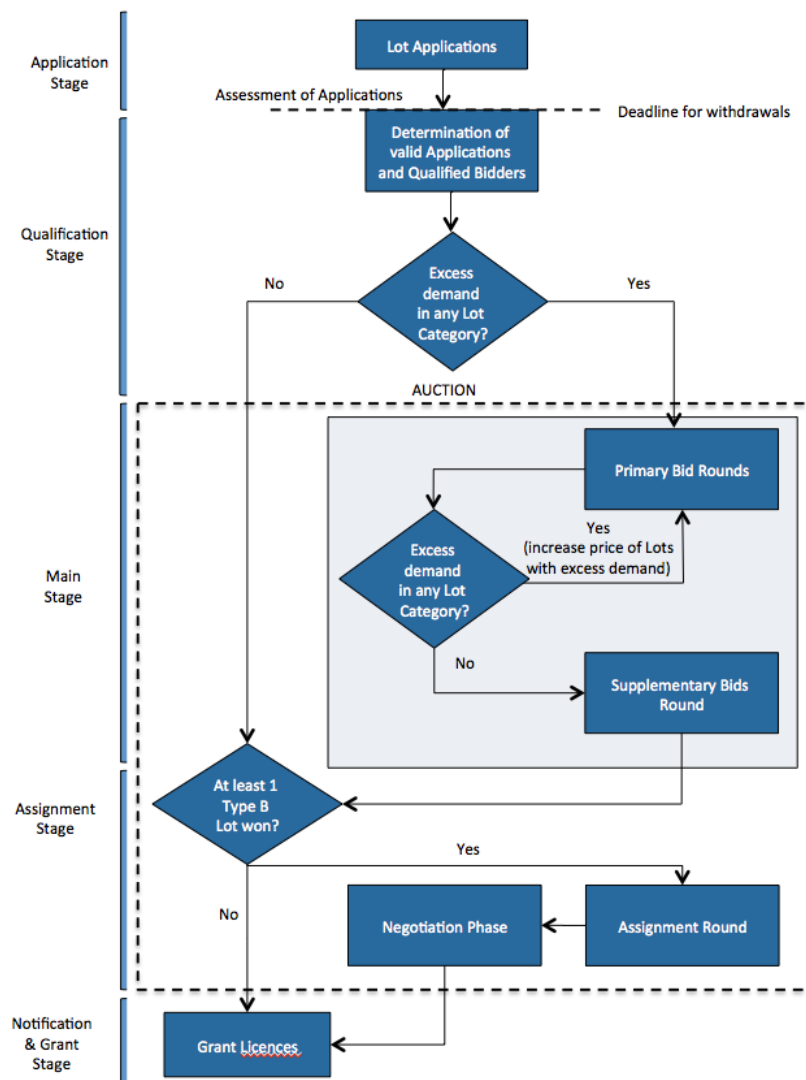 Lot Applications
Application
Stage
Assessment of Applications
Deadline for withdrawals
Determination of
valid Applications
and Qualified Bidders
Qualification
Stage
Excess
demand
in any Lot
Category?
No
Yes
AUCTION
Primary Bid Rounds
Yes
(increase price of Lots
with excess demand)
Excess
demand
in any Lot
Category?
Main
Stage
No
Supplementary Bids
Round
At least 1
Type B
Lot won?
Assignment
Stage
Yes
No
Negotiation Phase
Assignment Round
Notification
& Grant
Stage
Grant Licences